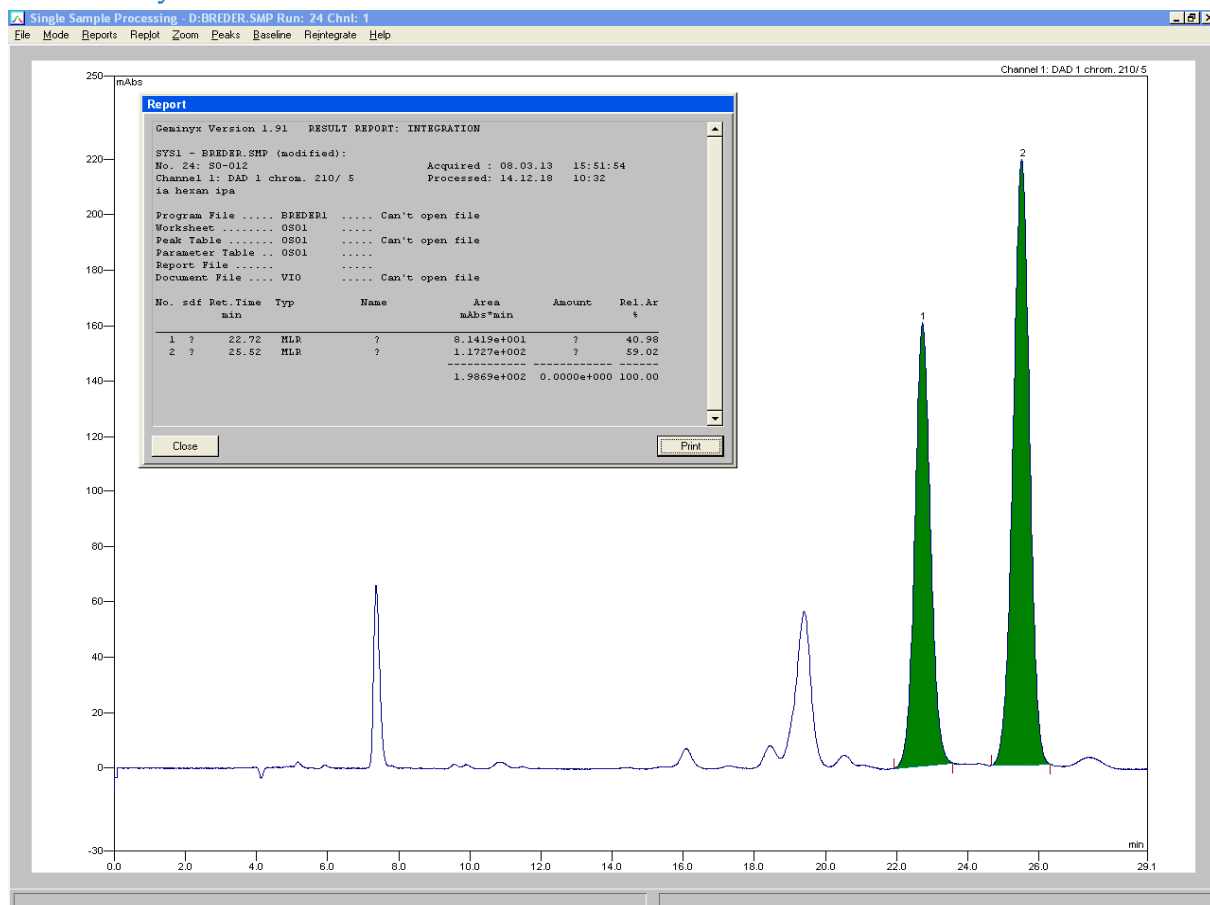 Single Sample Processing - D:BREDER.SMP Run: 24 Chnl: 1
File Mode Reports Replot Zoom Peaks Baseline Reintegrate Help
Channel 1: DAD 1 chrom. 210/ 5
250 mAbs
Report
Geminyx Version 1.91 RESULT REPORT: INTEGRATION
SYS1 - BREDER.SMP (modified):
No. 24: SO-012 Acquired : 08.03.13 15:51:54
Channel 1: DAD 1 chrom. 210/ 5 Processed: 14.12.18 10:32
ia hexan ipa
Program File ..... BREDER1 ..... Can't open file
Worksheet ........ OS01 .....
Peak Table ....... OS01 ..... Can't open file
Parameter Table .. OS01 .....
Report File ...... .....
Document File .... VIO ..... Can't open file
No. sdf Ret.Time Typ Name Area Amount Rel.Ar
min mAbs*min %
1 ? 22.72 MLR ? 8.1419e+001 ? 40.98
2 ? 25.52 MLR ? 1.1727e+002 ? 59.02
------------ ------------ ------
1.9869e+002 0.0000e+000 100.00
Close Print
220
200
180
160
140
120
100
80
60
40
20
0
-30
1
2
min
0.0 2.0 4.0 6.0 8.0 10.0 12.0 14.0 16.0 18.0 20.0 22.0 24.0 26.0 29.1